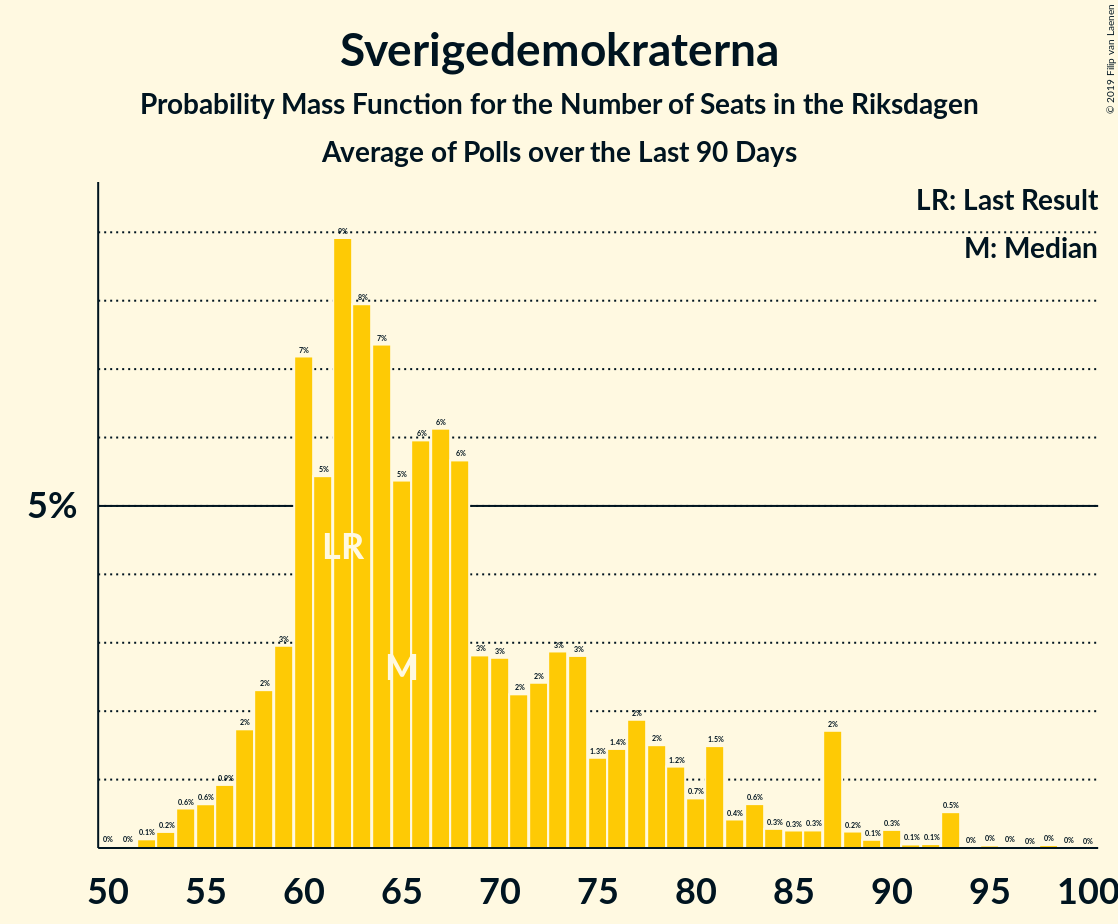 Sverigedemokraterna
Probability Mass Function for the Number of Seats in the Riksdagen
Average of Polls over the Last 90 Days
© 2019 Filip van Laenen
LR: Last Result
M: Median
5%
0% 0% 0.1% 0.2% 0.6% 0.6% 0.9% 2% 2% 3% 7% 5% 9% 8% 7% 5% 6% 6% 6% 3% 3% 2% 2% 3% 3% 1.3% 1.4% 2% 2% 1.2% 0.7% 1.5% 0.4% 0.6% 0.3% 0.3% 0.3% 2% 0.2% 0.1% 0.3% 0.1% 0.1% 0.5% 0% 0% 0% 0% 0% 0% 0%
LR
M
50 55 60 65 70 75 80 85 90 95 100